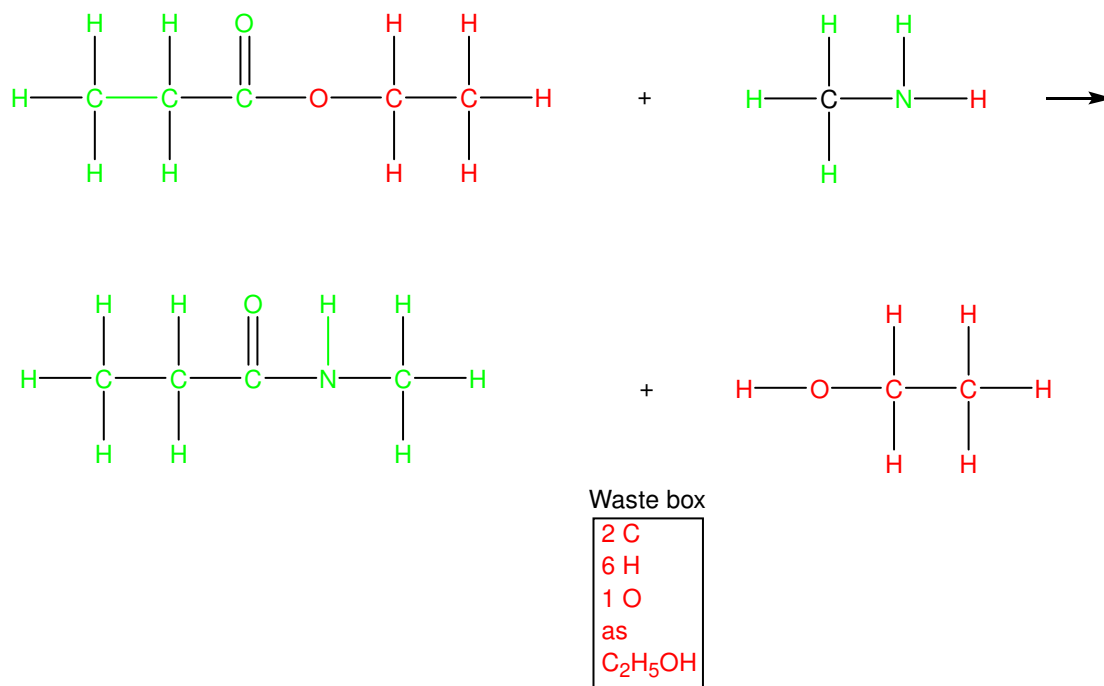 H H O H H
H C C C O C C H + H C N H
H H H H H
H H
H
H H O H H
H C C C N C H + H O C C H
H H H H H
H H
Waste box
2 C
6 H
1 O
as
C₂H₅OH